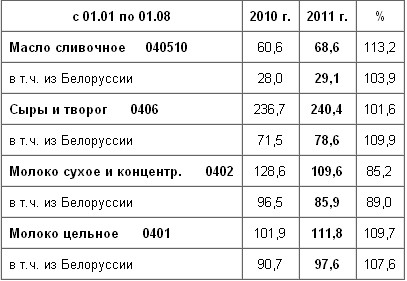 с 01.01 по 01.08 2010 г. 2011 г. %
Масло сливочное 040510 60,6 68,6 113,2
в т.ч. из Белоруссии 28,0 29,1 103,9
Сыры и творог 0406 236,7 240,4 101,6
в т.ч. из Белоруссии 71,5 78,6 109,9
Молоко сухое и концентр. 0402 128,6 109,6 85,2
в т.ч. из Белоруссии 96,5 85,9 89,0
Молоко цельное 0401 101,9 111,8 109,7
в т.ч. из Белоруссии 90,7 97,6 107,6